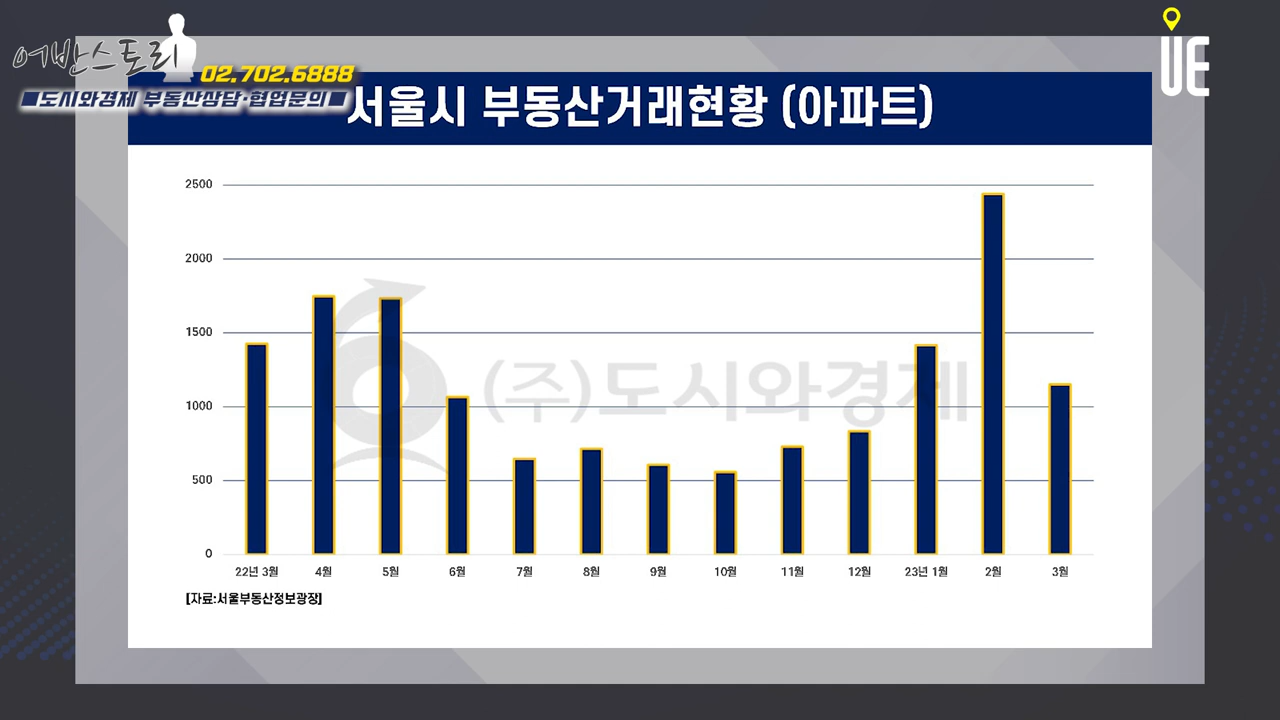 어반스토리
02.702.6888
■도시와경제 부동산상담·협업문의■
UE
서울시 부동산거래현황 (아파트)
2500
2000
1500
1000
500
0
(주)도시와경제
22년 3월 4월 5월 6월 7월 8월 9월 10월 11월 12월 23년 1월 2월 3월
[자료:서울부동산정보광장]